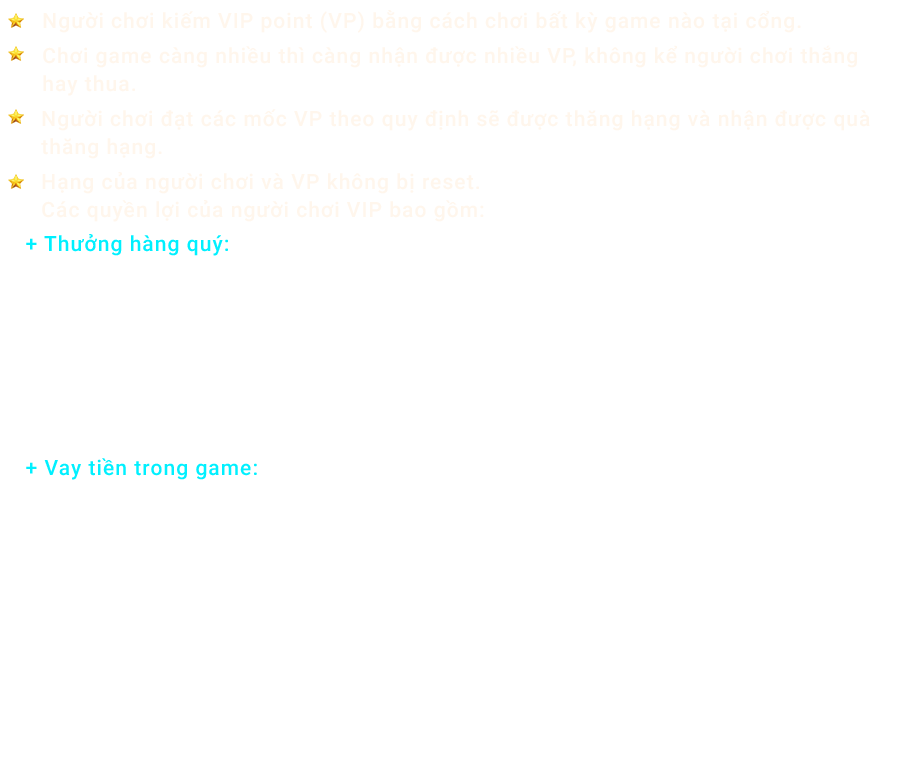 Người chơi kiếm VIP point (VP) bằng cách chơi bất kỳ game nào tại cổng.
Chơi game càng nhiều thì càng nhận được nhiều VP, không kể người chơi thắng
hay thua.
Người chơi đạt các mốc VP theo quy định sẽ được thăng hạng và nhận được quà
thăng hạng.
Hạng của người chơi và VP không bị reset.
Các quyền lợi của người chơi VIP bao gồm:
+ Thưởng hàng quý:
+ Vay tiền trong game: